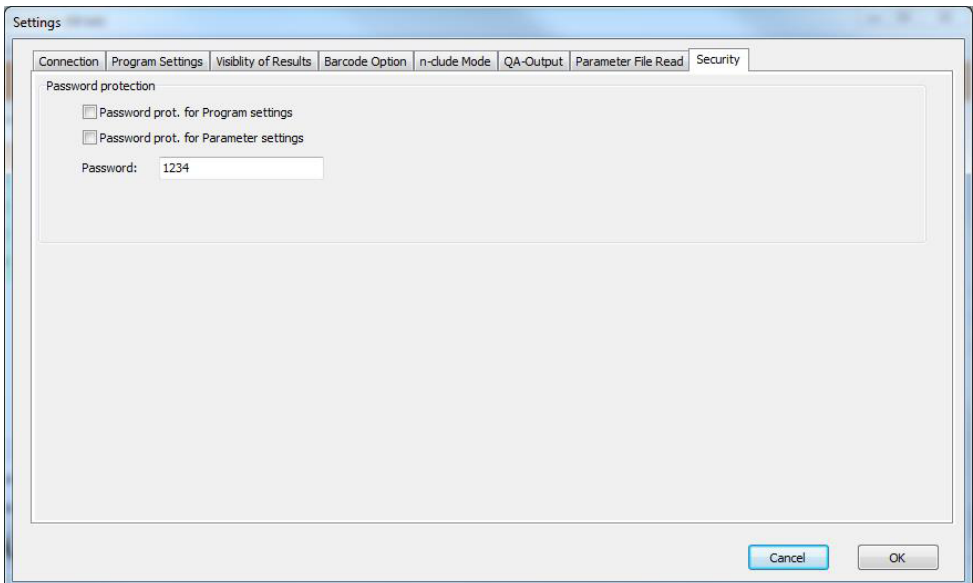 Settings
Connection Program Settings Visiblity of Results Barcode Option n-clude Mode QA-Output Parameter File Read Security
Password protection
Password prot. for Program settings
Password prot. for Parameter settings
Password: 1234
Cancel OK